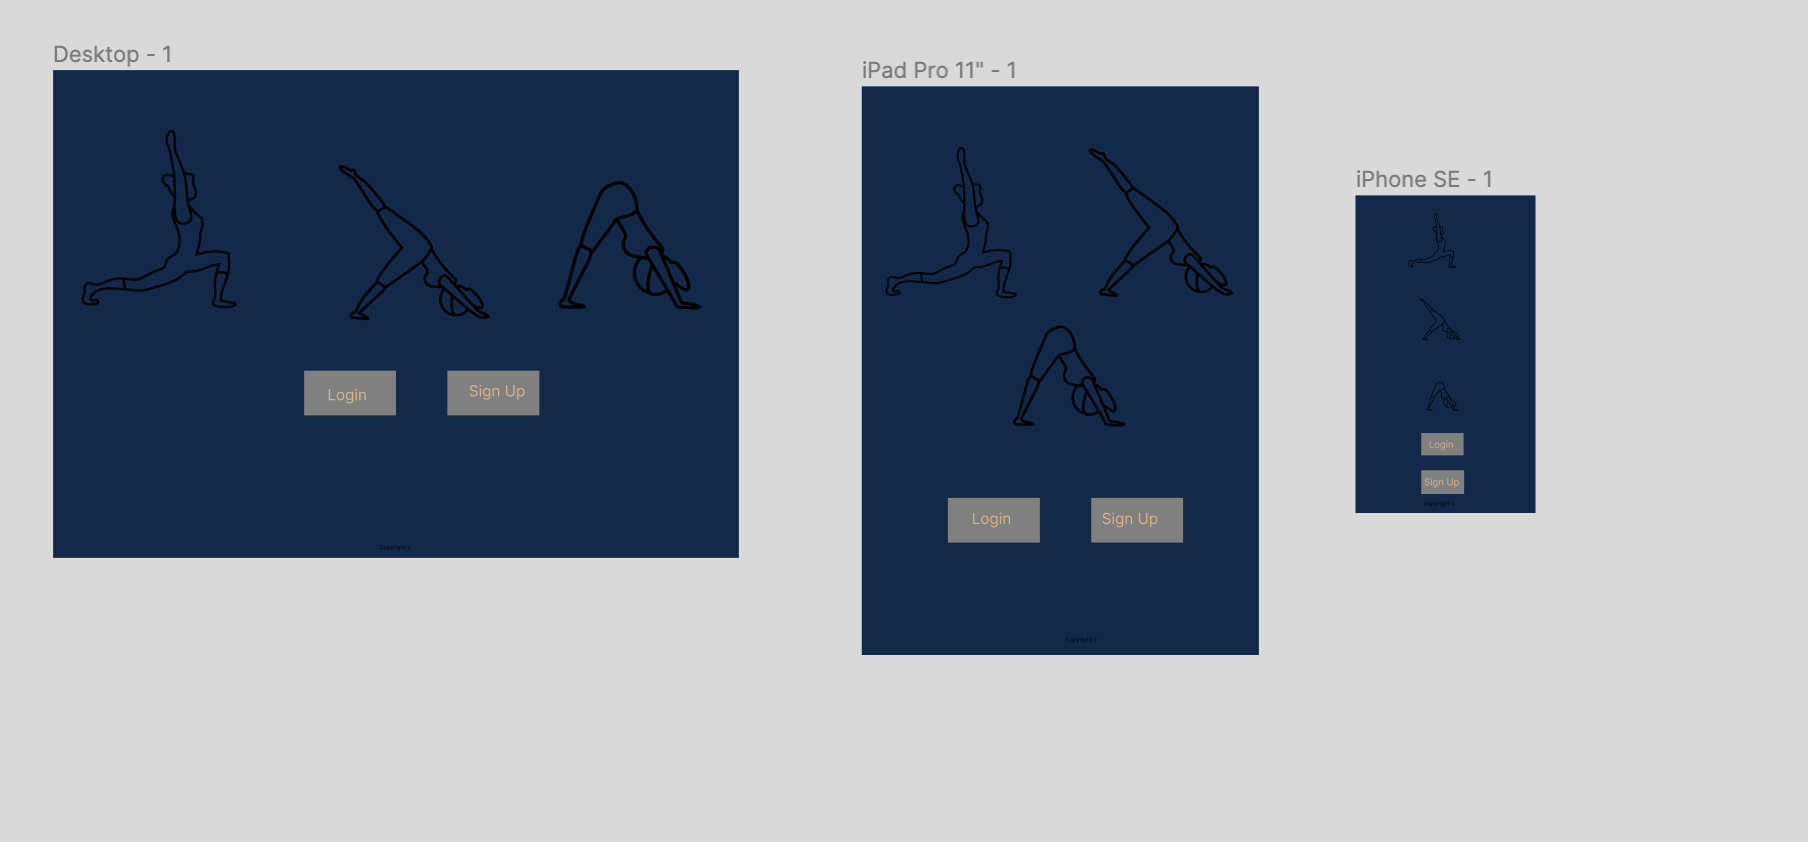 Desktop - 1
Login
Sign Up
Copyright
iPad Pro 11" - 1
Login
Sign Up
Copyright
iPhone SE - 1
Login
Sign Up
Copyright